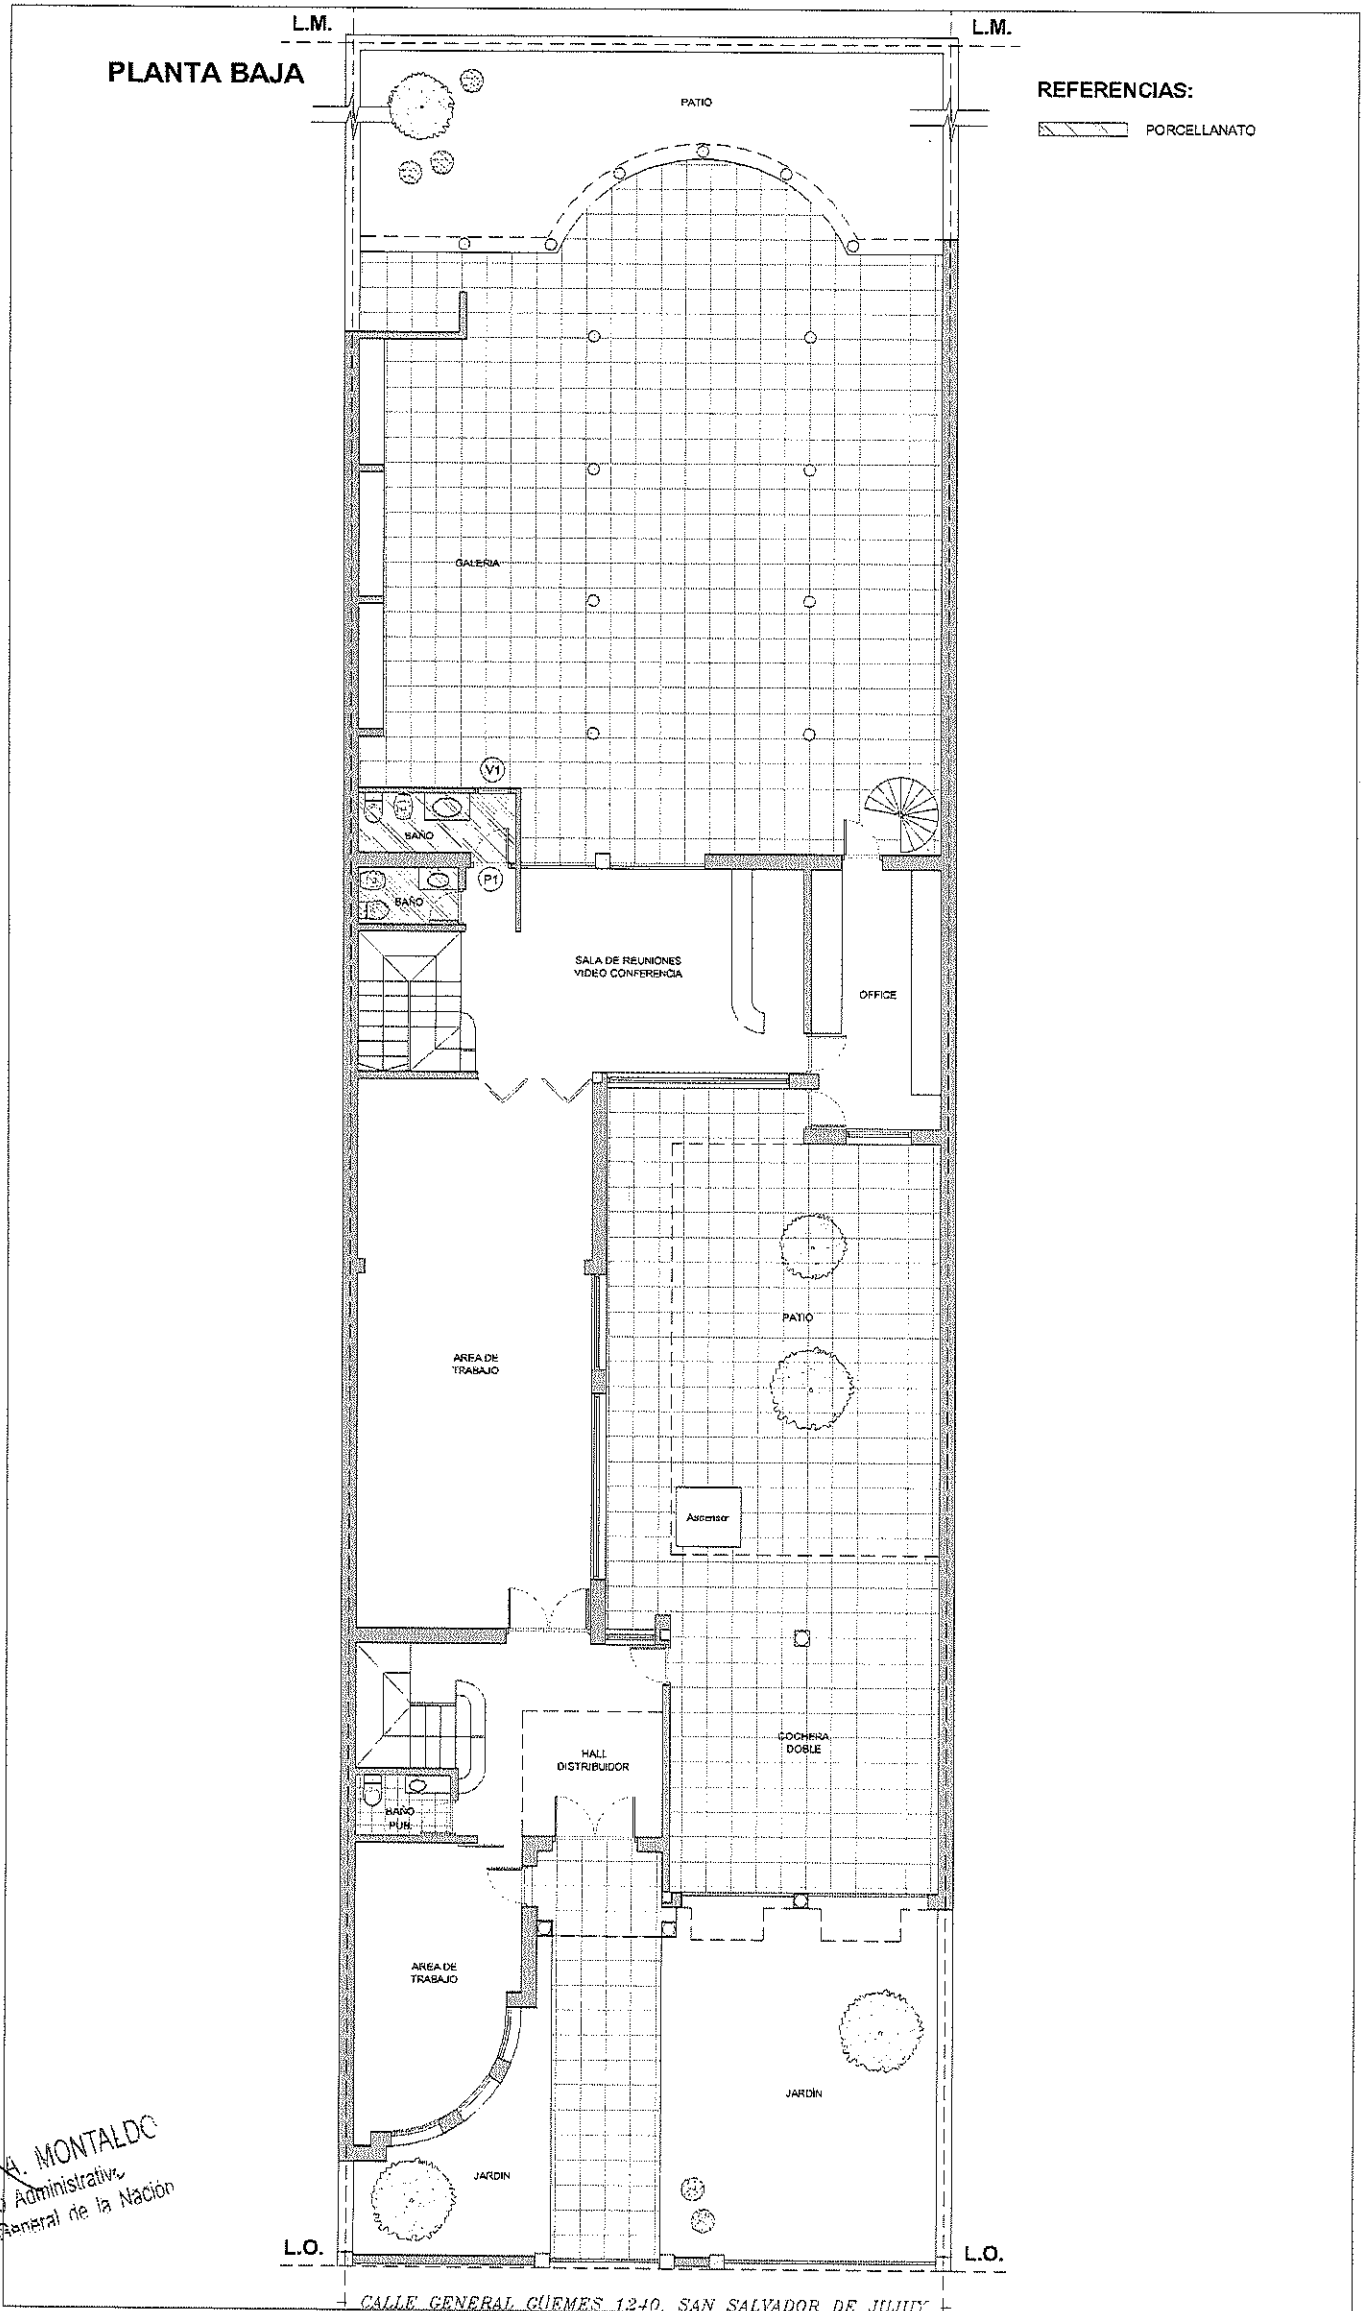 L.M.
L.M.
PLANTA BAJA
REFERENCIAS:
PORCELLANATO
PATIO
GALERIA
V1
BAÑO
P1
BAÑO
SALA DE REUNIONES
VIDEO CONFERENCIA
OFFICE
PATIO
AREA DE
TRABAJO
Ascensor
HALL
DISTRIBUIDOR
COCHERA
DOBLE
BAÑO
PUB.
AREA DE
TRABAJO
JARDÍN
JARDIN
A. MONTALDO
Administrativo
General de la Nación
L.O.
L.O.
CALLE GENERAL GÜEMES 1240, SAN SALVADOR DE JUJUY